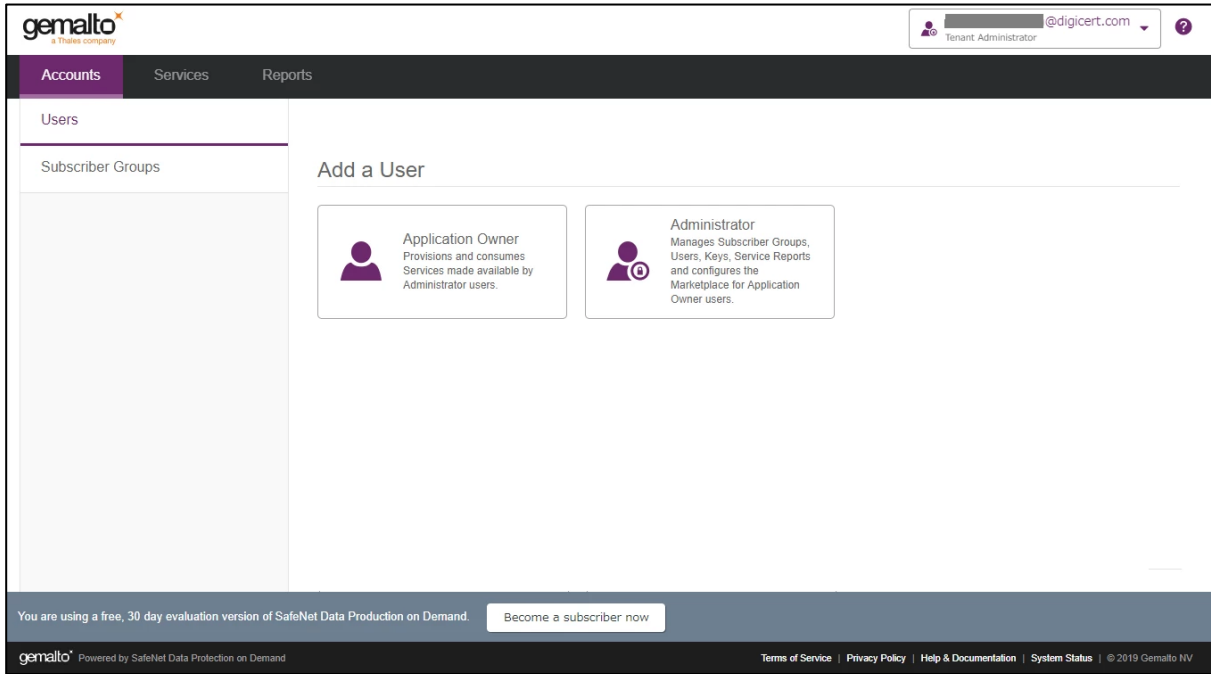 gemalto
a Thales company
@digicert.com
Tenant Administrator
?
Accounts Services Reports
Users
Subscriber Groups
Add a User
Application Owner
Provisions and consumes
Services made available by
Administrator users.
Administrator
Manages Subscriber Groups,
Users, Keys, Service Reports
and configures the
Marketplace for Application
Owner users.
You are using a free, 30 day evaluation version of SafeNet Data Production on Demand. Become a subscriber now
gemalto Powered by SafeNet Data Protection on Demand Terms of Service | Privacy Policy | Help & Documentation | System Status | © 2019 Gemalto NV